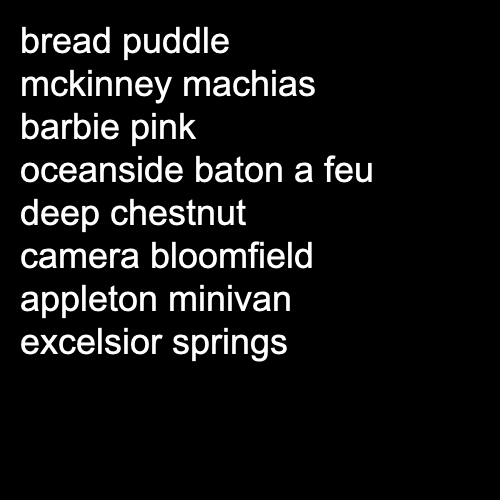 bread puddle
mckinney machias
barbie pink
oceanside baton a feu
deep chestnut
camera bloomfield
appleton minivan
excelsior springs